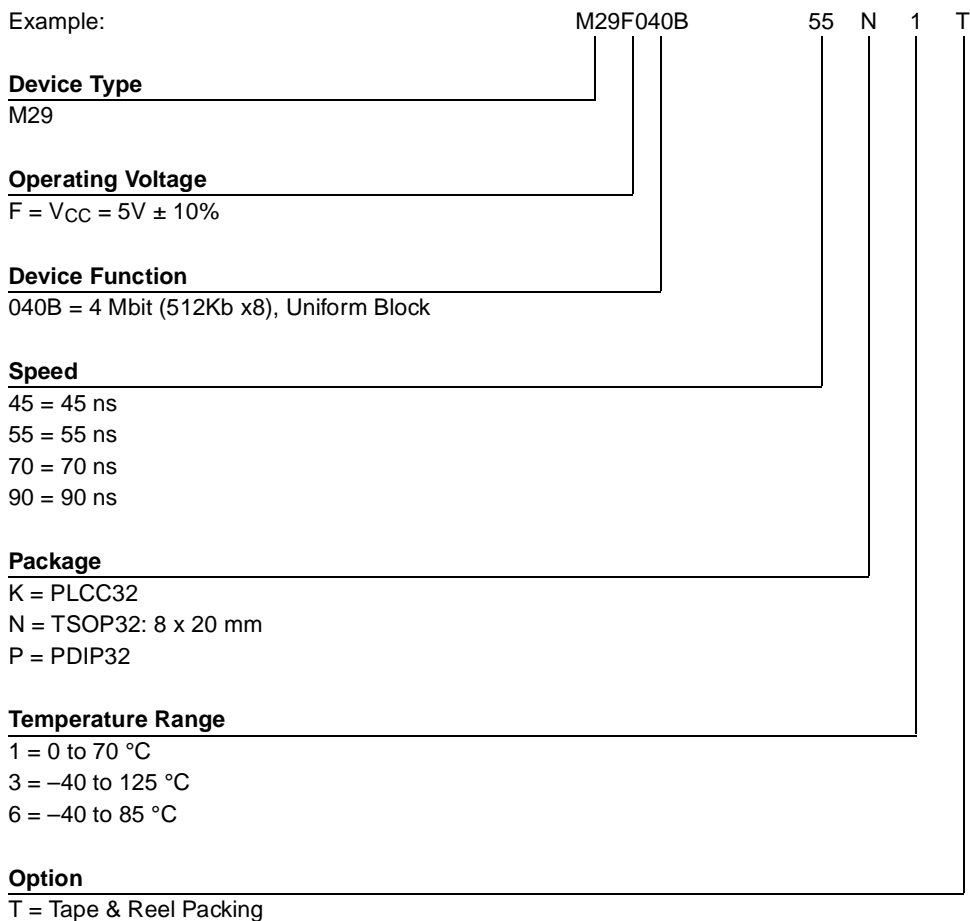 Example: M29F040B 55 N 1 T
Device Type
M29
Operating Voltage
F = VCC = 5V ± 10%
Device Function
040B = 4 Mbit (512Kb x8), Uniform Block
Speed
45 = 45 ns
55 = 55 ns
70 = 70 ns
90 = 90 ns
Package
K = PLCC32
N = TSOP32: 8 x 20 mm
P = PDIP32
Temperature Range
1 = 0 to 70 °C
3 = –40 to 125 °C
6 = –40 to 85 °C
Option
T = Tape & Reel Packing